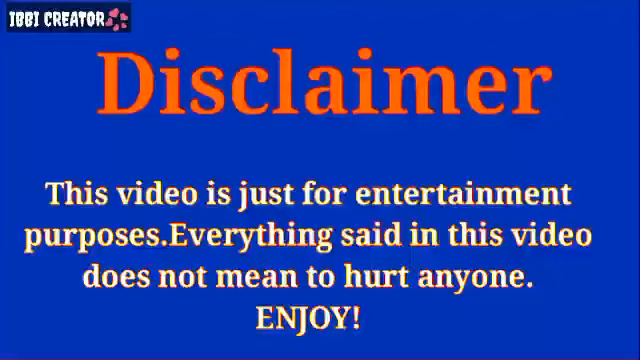 IBBI CREATOR
Disclaimer
This video is just for entertainment
purposes.Everything said in this video
does not mean to hurt anyone.
ENJOY!